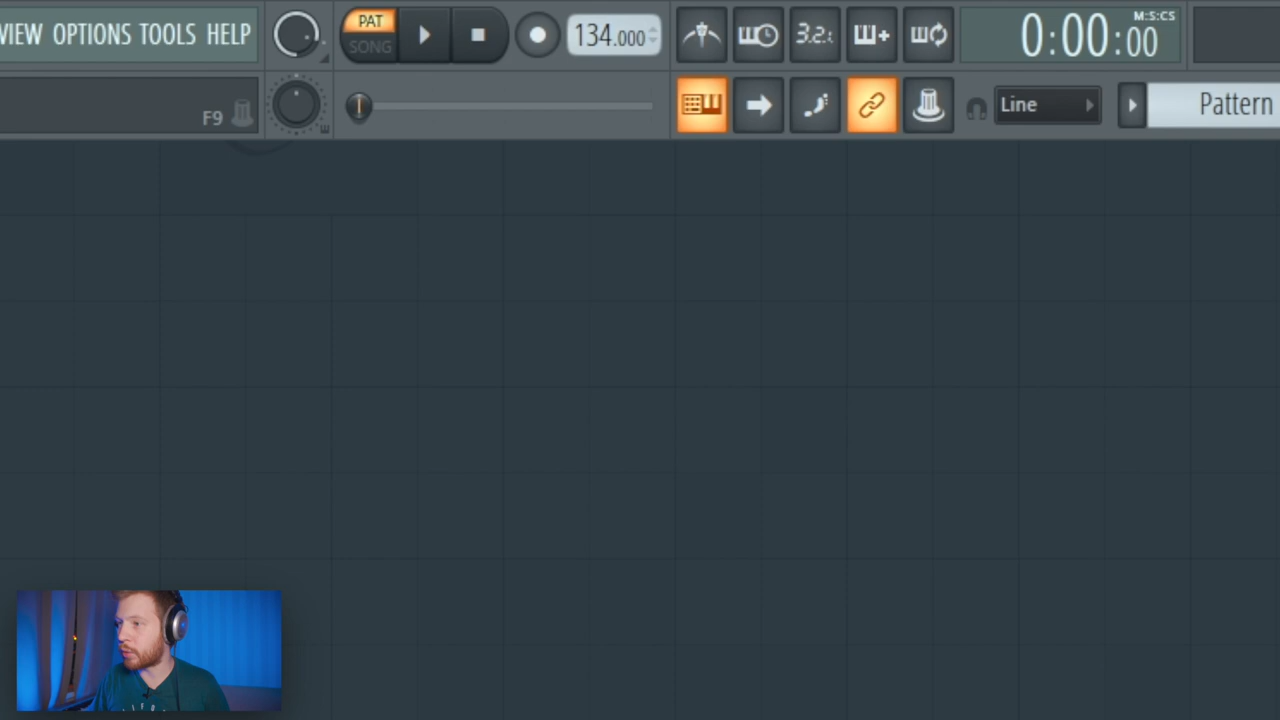 VIEW OPTIONS TOOLS HELP
PAT
SONG
134.000
3.2.
M:S:CS
0:00:00
F9
Line
Pattern